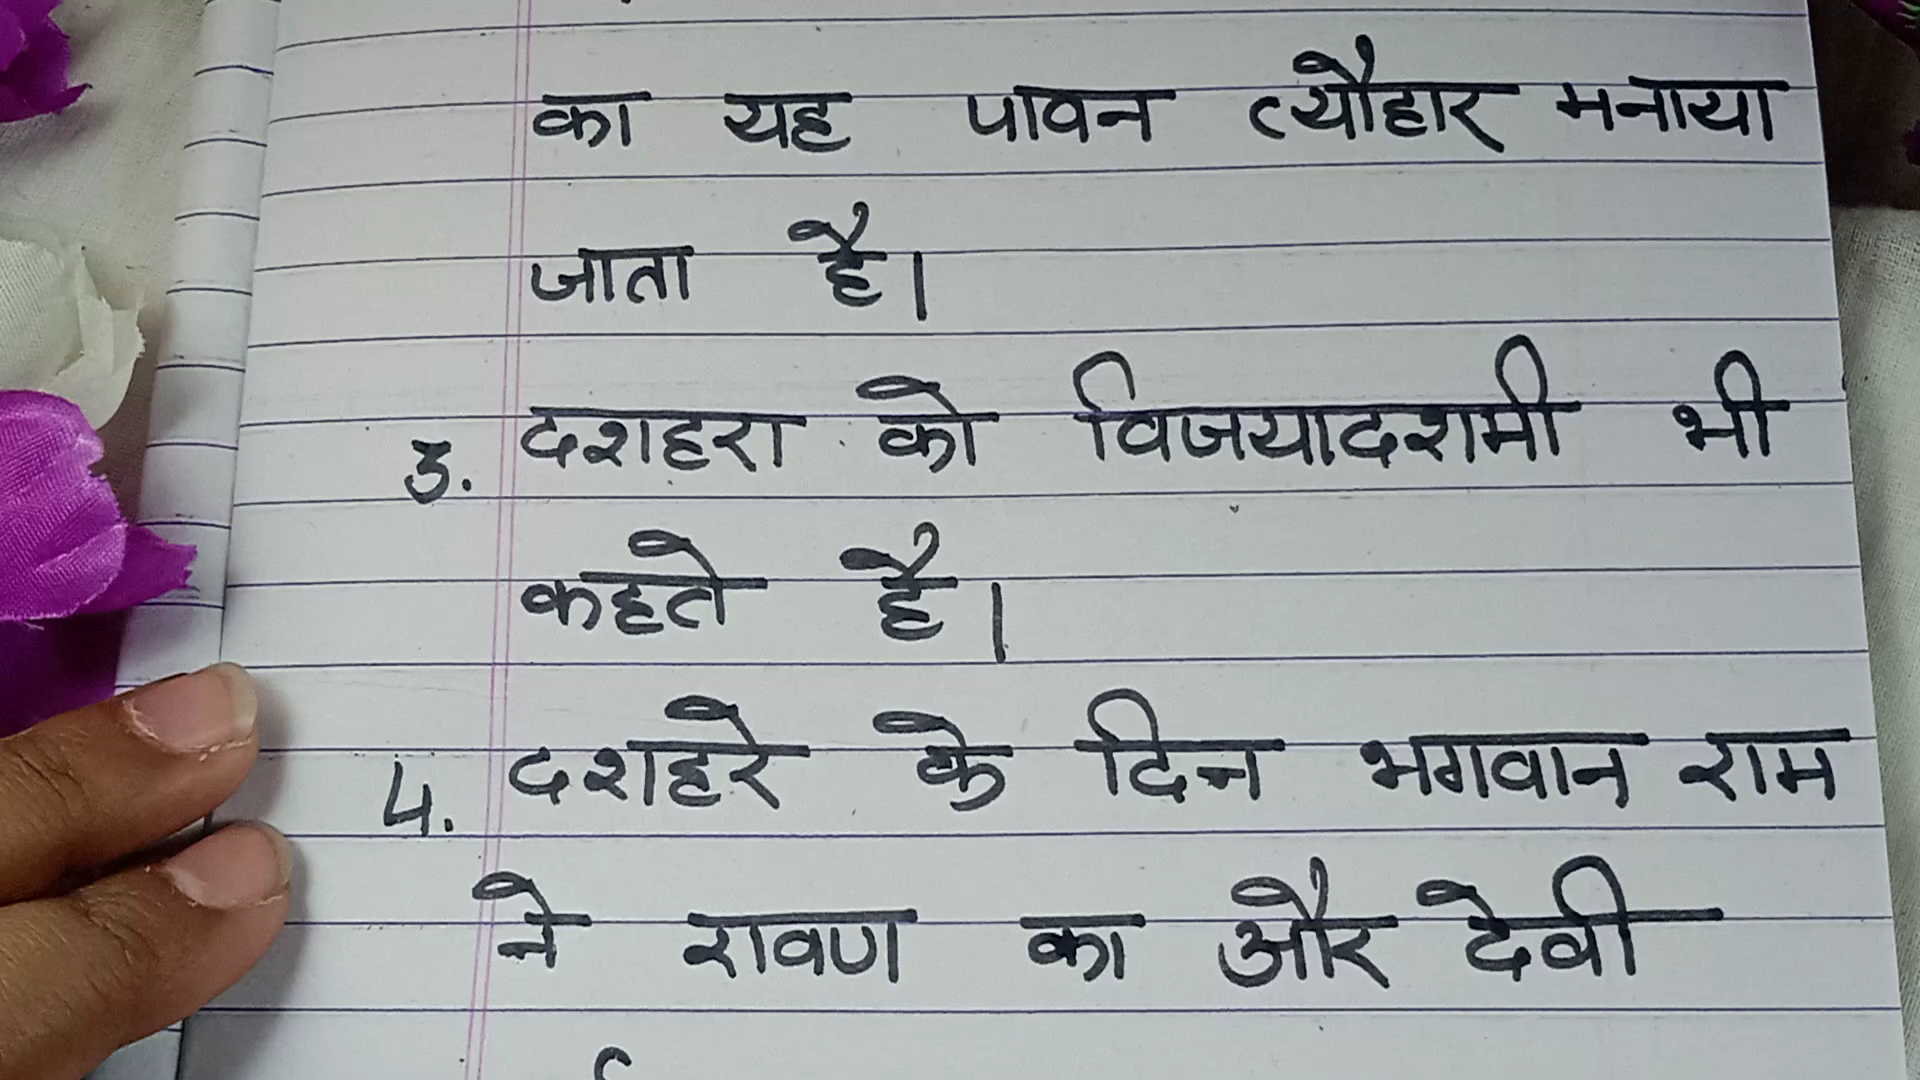 का यह पावन त्यौहार मनाया
जाता है।
3. दशहरा को विजयादशमी भी
कहते है।
4. दशहरे के दिन भगवान राम
ने रावण का और देवी